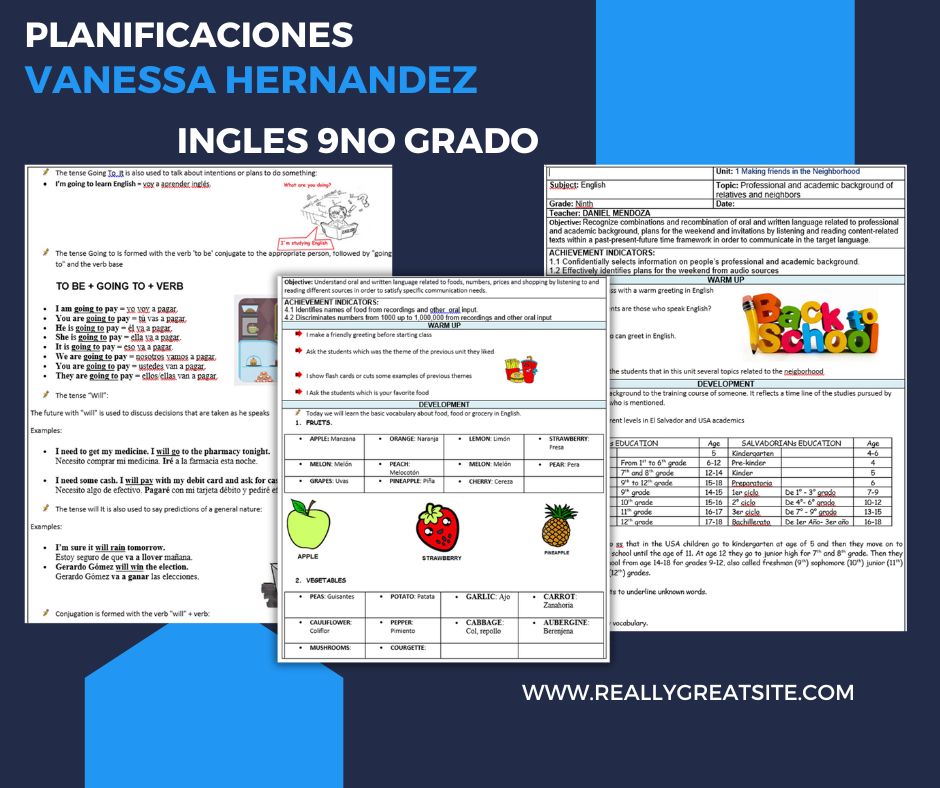 PLANIFICACIONES
VANESSA HERNANDEZ
INGLES 9NO GRADO
The tense Going To. It is also used to talk about intentions or plans to do something:
I'm going to learn English = voy a aprender inglés.
What are you doing?
I'm studying English
The tense Going to Is formed with the verb 'to be' conjugate to the appropriate person, followed by "going
to" and the verb base
TO BE + GOING TO + VERB
I am going to pay = yo voy a pagar.
You are going to pay = tú vas a pagar.
He is going to pay = él va a pagar.
She is going to pay = ella va a pagar.
It is going to pay = eso va a pagar.
We are going to pay = nosotros vamos a pagar.
You are going to pay = ustedes van a pagar.
They are going to pay = ellos/ellas van a pagar.
The tense "Will":
The future with "will" is used to discuss decisions that are taken as he speaks
Examples:
I need to get my medicine. I will go to the pharmacy tonight.
Necesito comprar mi medicina. Iré a la farmacia esta noche.
I need some cash. I will pay with my debit card and ask for cas
Necesito algo de efectivo. Pagaré con mi tarjeta débito y pediré ef
The tense will It is also used to say predictions of a general nature:
Examples:
I'm sure it will rain tomorrow.
Estoy seguro de que va a llover mañana.
Gerardo Gómez will win the election.
Gerardo Gómez va a ganar las elecciones.
Conjugation is formed with the verb "will" + verb:
Objective: Understand oral and written language related to foods, numbers, prices and shopping by listening to and
reading different sources in order to satisfy specific communication needs.
ACHIEVEMENT INDICATORS:
4.1 Identifies names of food from recordings and other oral input.
4.2 Discriminates numbers from 1000 up to 1,000,000 from recordings and other oral input
WARM UP
I make a friendly greeting before starting class
Ask the students which was the theme of the previous unit they liked
I show flash cards or cuts some examples of previous themes
I Ask the students which is your favorite food
DEVELOPMENT
Today we will learn the basic vocabulary about food, food or grocery in English.
1. FRUITS.
APPLE: Manzana ORANGE: Naranja LEMON: Limón STRAWBERRY: Fresa
MELON: Melón PEACH: Melocotón MELON: Melón PEAR: Pera
GRAPES: Uvas PINEAPPLE: Piña CHERRY: Cereza
APPLE STRAWBERRY PINEAPPLE
2. VEGETABLES
PEAS: Guisantes POTATO: Patata GARLIC: Ajo CARROT: Zanahoria
CAULIFLOWER: Coliflor PEPPER: Pimiento CABBAGE: Col, repollo AUBERGINE: Berenjena
MUSHROOMS: COURGETTE:
Unit: 1 Making friends in the Neighborhood
Subject: English Topic: Professional and academic background of
relatives and neighbors
Grade: Ninth Date:
Teacher: DANIEL MENDOZA
Objective: Recognize combinations and recombination of oral and written language related to professional
and academic background, plans for the weekend and invitations by listening and reading content-related
texts within a past-present-future time framework in order to communicate in the target language.
ACHIEVEMENT INDICATORS:
1.1 Confidentially selects information on people's professional and academic background.
1.2 Effectively identifies plans for the weekend from audio sources
WARM UP
ss with a warm greeting in English
ents are those who speak English?
o can greet in English.
Back to School
the students that in this unit several topics related to the neigborhood
DEVELOPMENT
background to the training course of someone. It reflects a time line of the studies pursued by
ho is mentioned.
rent levels in El Salvador and USA academics
EDUCATION Age SALVADORIANs EDUCATION Age
5 Kindergarten 4-6
From 1st to 6th grade 6-12 Pre-kinder 4
7th and 8th grade 12-14 Kinder 5
9th to 12th grade 15-18 Preparatoria 6
9th grade 14-15 1er ciclo De 1° - 3° grado 7-9
10th grade 15-16 2° ciclo De 4° - 6° grado 10-12
11th grade 16-17 3er ciclo De 7° - 9° grado 13-15
12th grade 17-18 Bachillerato De 1er Año- 3er año 16-18
o ss that in the USA children go to kindergarten at age of 5 and then they move on to
school until the age of 11. At age 12 they go to junior high for 7th and 8th grade. Then they
ool from age 14-18 for grades 9-12, also called freshman (9th) sophomore (10th) junior (11th)
(12th) grades.
ts to underline unknown words.
y vocabulary.
WWW.REALLYGREATSITE.COM